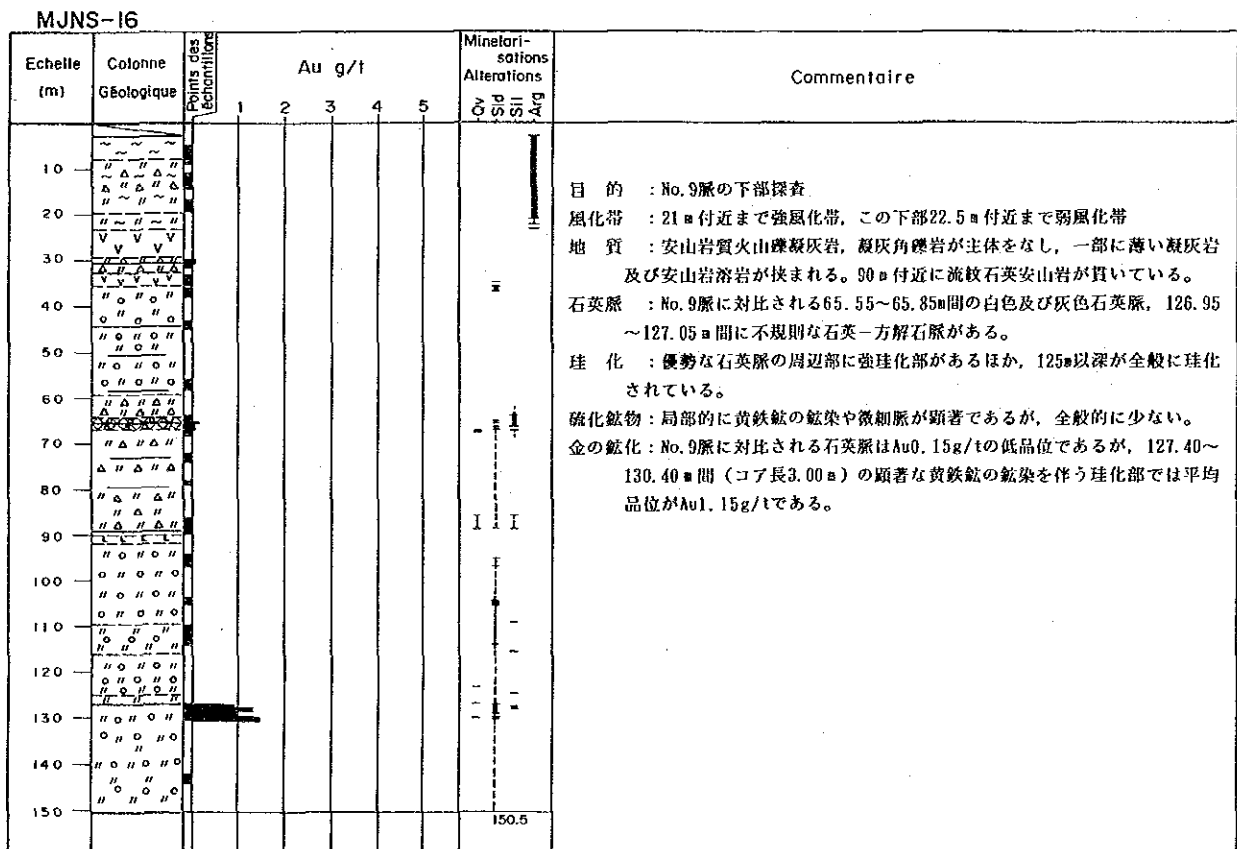 MJNS-16
Echelle
(m)
Colonne
Géologique
Points des
échantillons
Au g/t
1 2 3 4 5
Minelari-
sations
Alterations
Qv
Sid
Sil
Arg
Commentaire
10
20
30
40
50
60
70
80
90
100
110
120
130
140
150
150.5
目 的 : No.9脈の下部探査
風化帯 : 21m付近まで強風化帯, この下部22.5m付近まで弱風化帯
地 質 : 安山岩質火山礫凝灰岩, 凝灰角礫岩が主体をなし, 一部に薄い凝灰岩
及び安山岩溶岩が挟まれる。90m付近に流紋石英安山岩が貫いている。
石英脈 : No.9脈に対比される65.55~65.85m間の白色及び灰色石英脈, 126.95
~127.05m間に不規則な石英-方解石脈がある。
珪 化 : 優勢な石英脈の周辺部に強珪化部があるほか, 125m以深が全般に珪化
されている。
硫化鉱物 : 局部的に黄鉄鉱の鉱染や微細脈が顕著であるが, 全般的に少ない。
金の鉱化 : No.9脈に対比される石英脈はAu0.15g/tの低品位であるが, 127.40~
130.40m間 (コア長3.00m) の顕著な黄鉄鉱の鉱染を伴う珪化部では平均
品位がAu1.15g/tである。